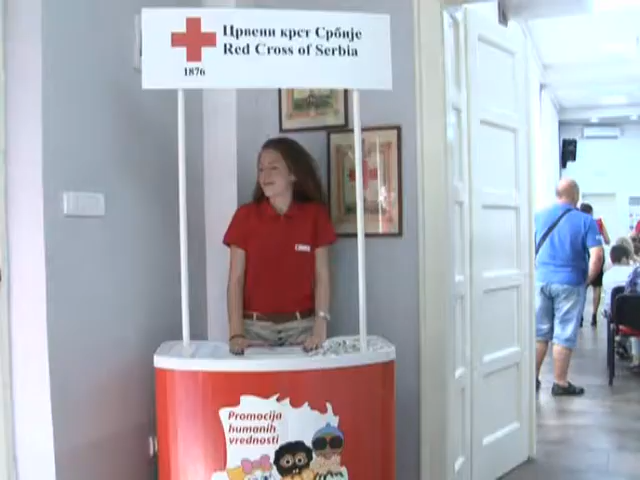 Црвени крст Србије
Red Cross of Serbia
1876
Promocija
humanih
vrednosti